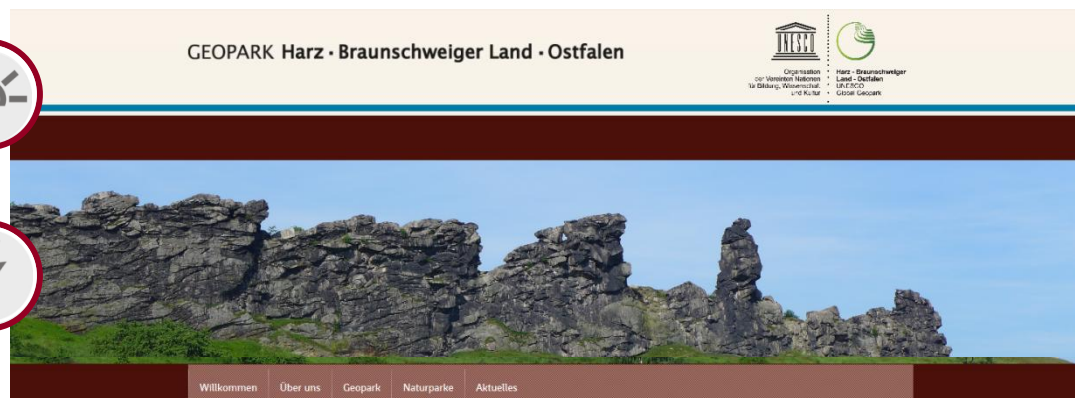 GEOPARK Harz · Braunschweiger Land · Ostfalen
UNESCO
Organisation
der Vereinten Nationen
für Bildung, Wissenschaft
und Kultur
Harz - Braunschweiger
Land - Ostfalen
UNESCO
Global Geopark
Willkommen
Über uns
Geopark
Naturparke
Aktuelles